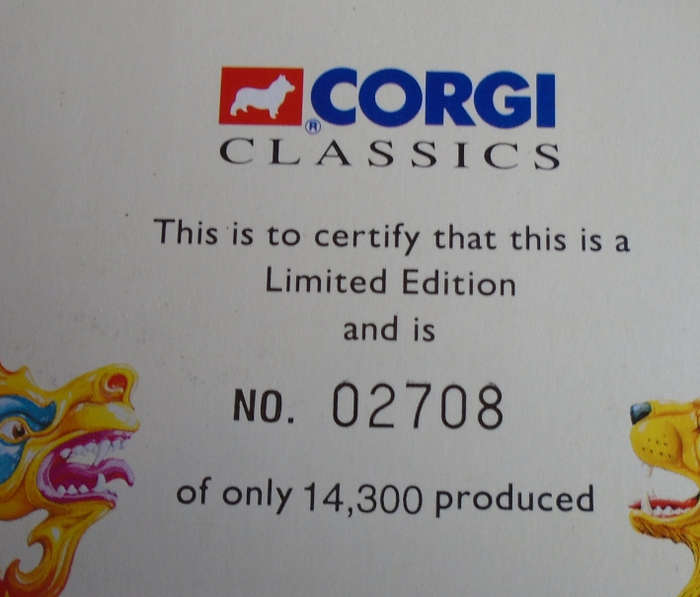 CORGI
®
CLASSICS
This is to certify that this is a
Limited Edition
and is
NO. 02708
of only 14,300 produced